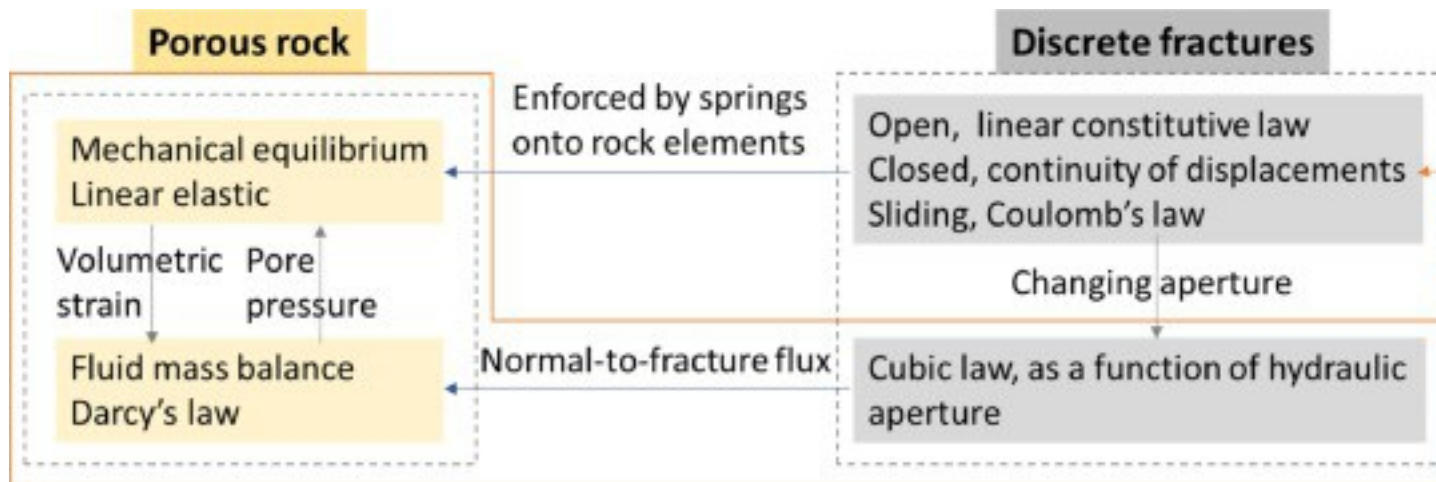 Porous rock
Discrete fractures
Mechanical equilibrium
Linear elastic
Volumetric
strain
Pore
pressure
Fluid mass balance
Darcy's law
Enforced by springs
onto rock elements
Normal-to-fracture flux
Open, linear constitutive law
Closed, continuity of displacements
Sliding, Coulomb's law
Changing aperture
Cubic law, as a function of hydraulic
aperture